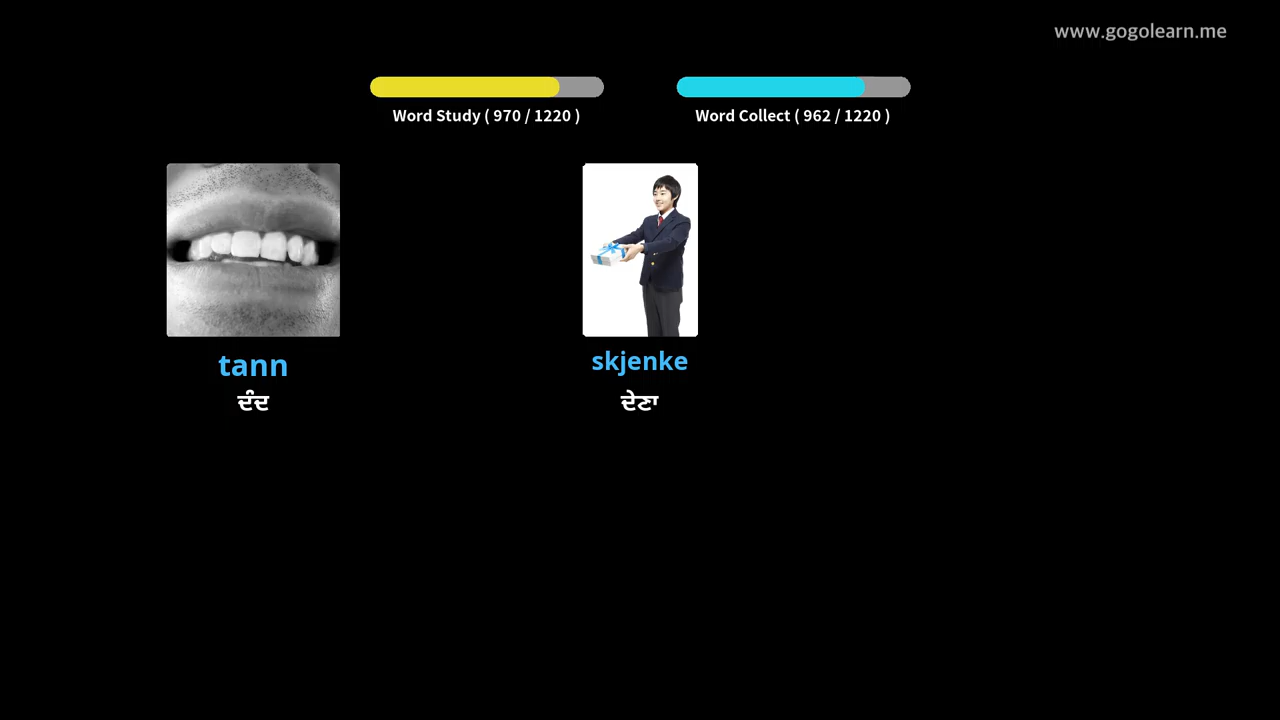 www.gogolearn.me
Word Study ( 970 / 1220 )
Word Collect ( 962 / 1220 )
tann
ਦੰਦ
skjenke
ਦੇਣਾ